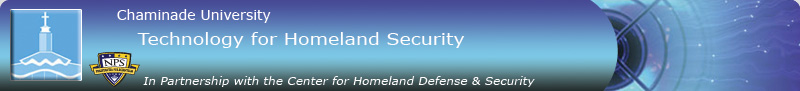 Chaminade University
Technology for Homeland Security
NPS
In Partnership with the Center for Homeland Defense & Security